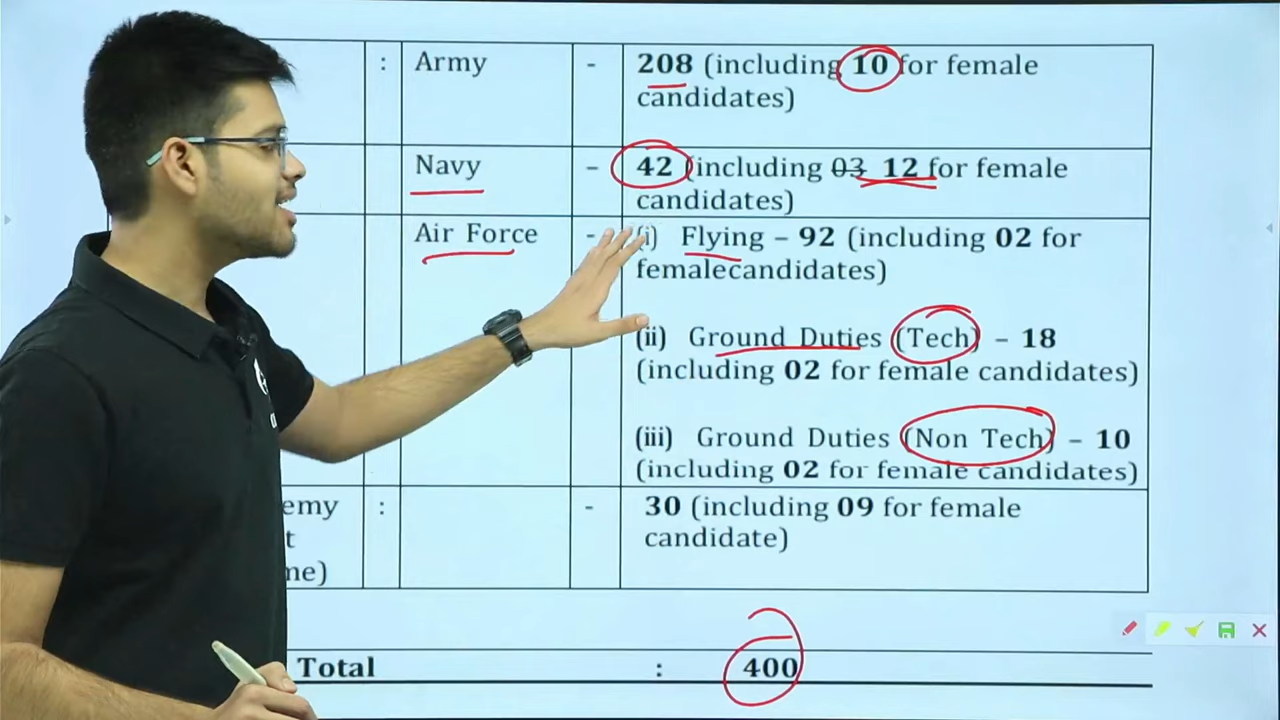 : Army - 208 (including 10 for female
candidates)
Navy - 42 (including 03 12 for female
candidates)
Air Force - (i) Flying – 92 (including 02 for
femalecandidates)
(ii) Ground Duties (Tech) – 18
(including 02 for female candidates)
(iii) Ground Duties (Non Tech) – 10
(including 02 for female candidates)
emy : - 30 (including 09 for female
t candidate)
me)
Total : 400